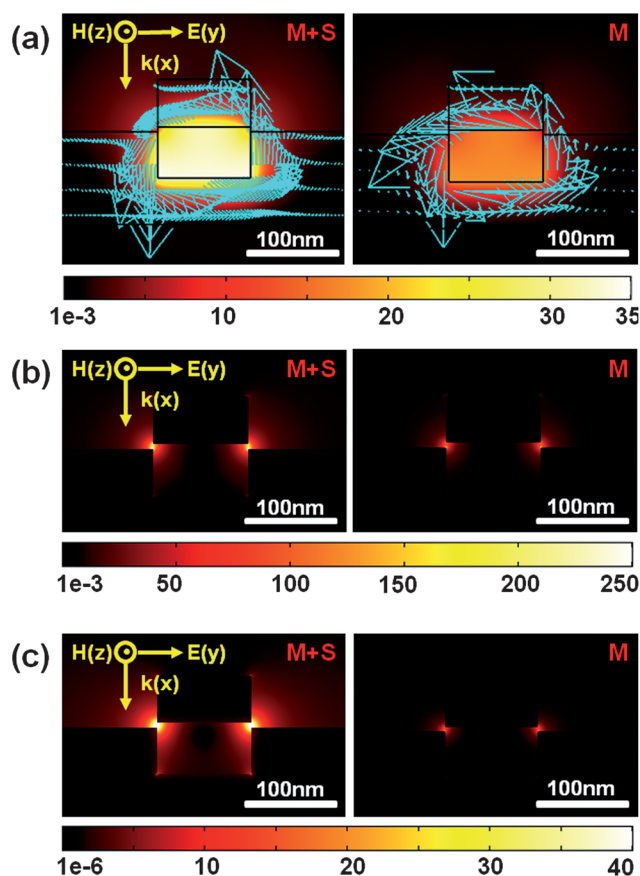 (a)
H(z) E(y) M+S
k(x)
100nm
M
100nm
1e-3 10 20 30 35
(b)
H(z) E(y) M+S
k(x)
100nm
M
100nm
1e-3 50 100 150 200 250
(c)
H(z) E(y) M+S
k(x)
100nm
M
100nm
1e-6 10 20 30 40